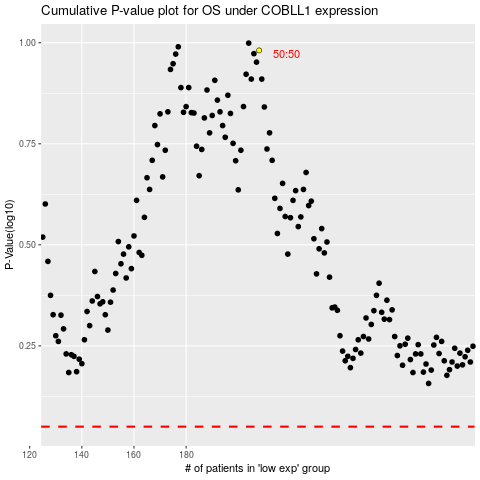 Cumulative P-value plot for OS under COBLL1 expression
1.00
50:50
0.75
0.50
0.25
P-Value(log10)
120 140 160 180
# of patients in 'low exp' group